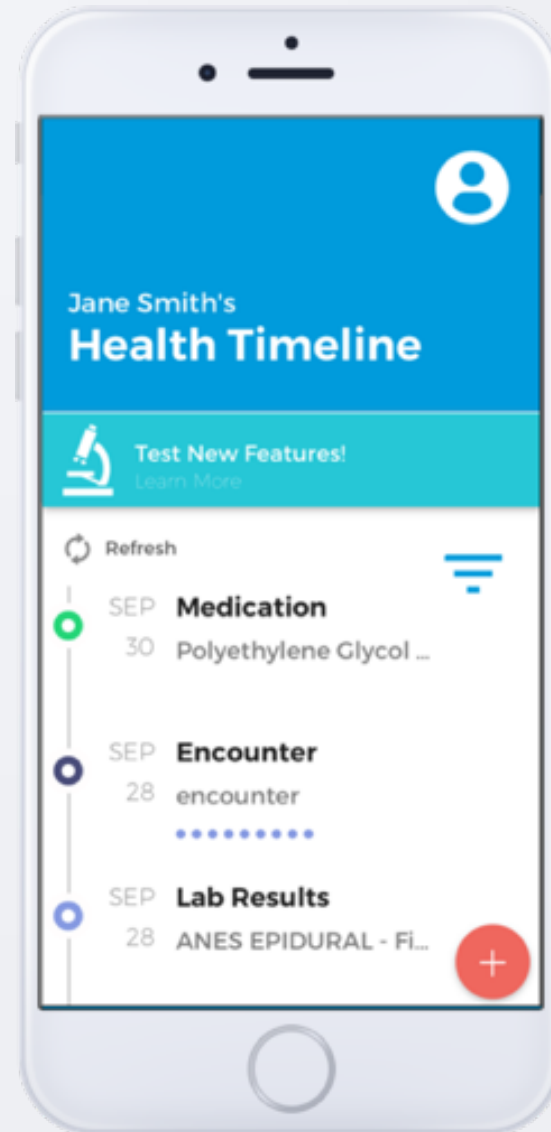 Jane Smith's
Health Timeline
Test New Features!
Learn More
Refresh
SEP Medication
30 Polyethylene Glycol ...
SEP Encounter
28 encounter
SEP Lab Results
28 ANES EPIDURAL - Fi...
+